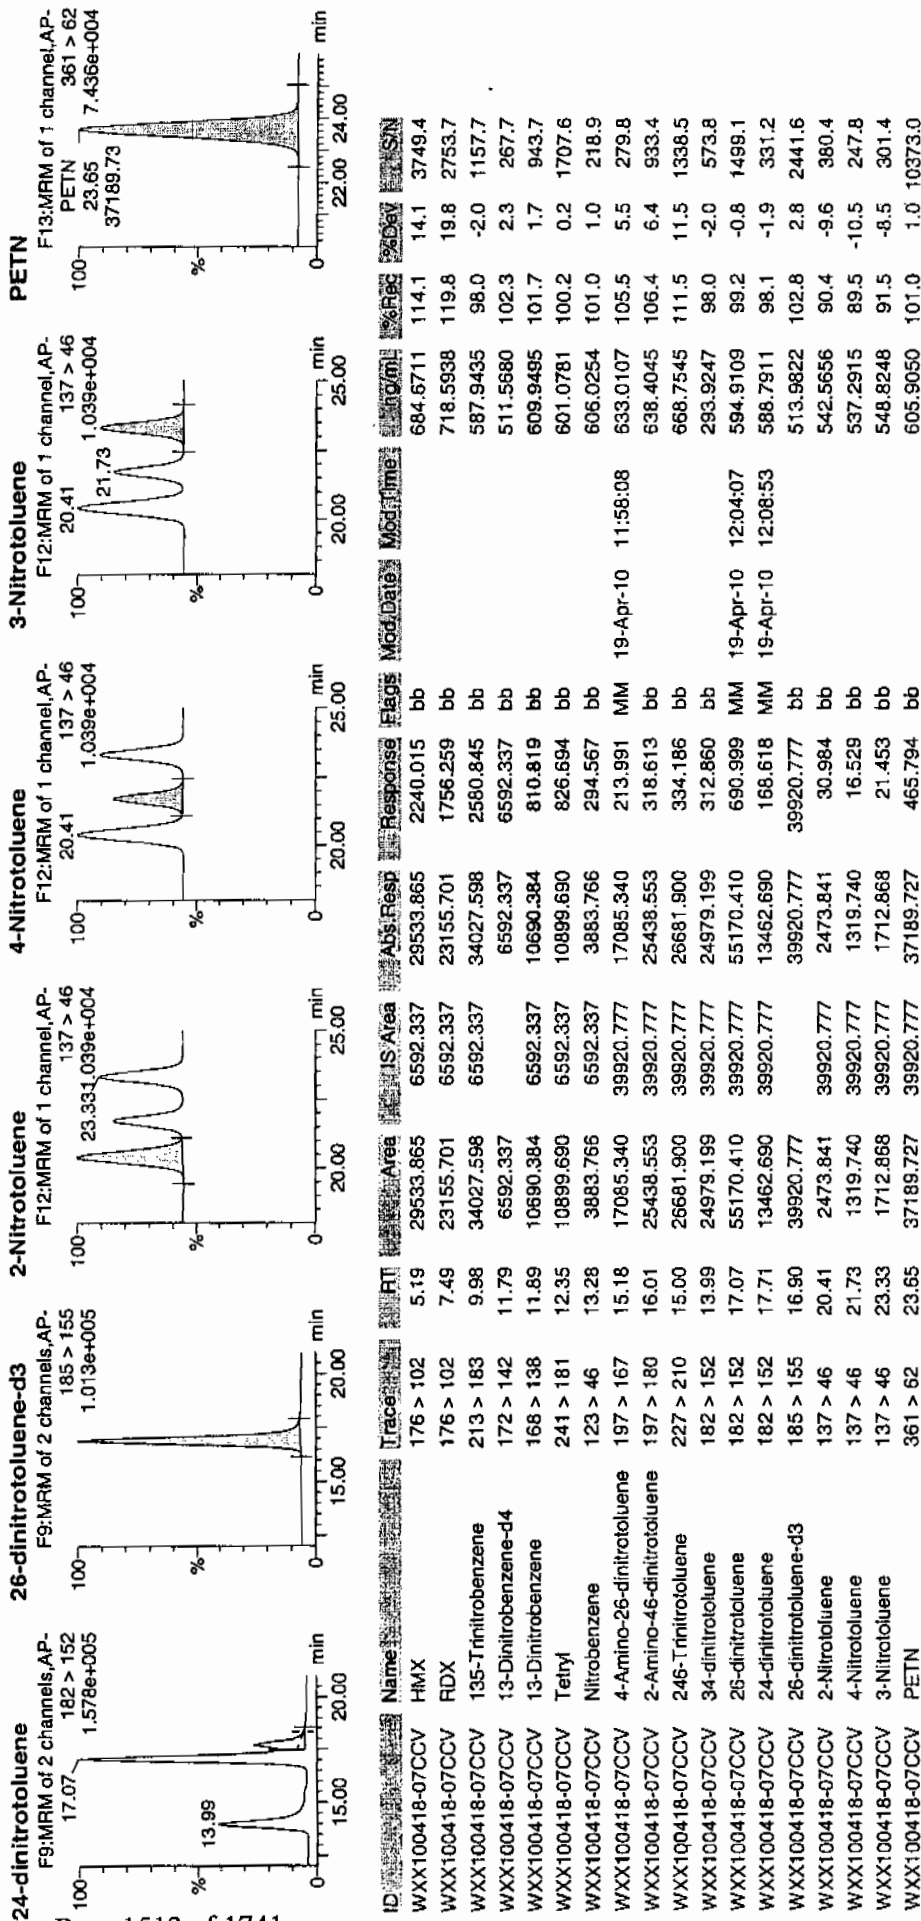 24-dinitrotoluene
F9:MRM of 2 channels,AP-
182 > 152
17.07
1.578e+005
100
13.99
%
0
15.00 20.00 min
26-dinitrotoluene-d3
F9:MRM of 2 channels,AP-
185 > 155
1.013e+005
100
%
0
15.00 20.00 min
2-Nitrotoluene
F12:MRM of 1 channel,AP-
137 > 46
23.33 1.039e+004
100
%
0
20.00 25.00 min
4-Nitrotoluene
F12:MRM of 1 channel,AP-
20.41 137 > 46
1.039e+004
100
%
0
20.00 25.00 min
3-Nitrotoluene
F12:MRM of 1 channel,AP-
20.41 137 > 46
21.73 1.039e+004
100
%
0
20.00 25.00 min
PETN
F13:MRM of 1 channel,AP-
PETN 361 > 62
23.65 7.436e+004
37189.73
100
%
0
22.00 24.00 min
ID Name Trace RT Area IS Area Abs.Resp Response Flags Mod.Date Mod.Time ng/mL %Rec %Dev S/N
WXX100418-07CCV HMX 176 > 102 5.19 29533.865 6592.337 29533.865 2240.015 bb 684.6711 114.1 14.1 3749.4
WXX100418-07CCV RDX 176 > 102 7.49 23155.701 6592.337 23155.701 1756.259 bb 718.5938 119.8 19.8 2753.7
WXX100418-07CCV 135-Trinitrobenzene 213 > 183 9.98 34027.598 6592.337 34027.598 2580.845 bb 587.9435 98.0 -2.0 1157.7
WXX100418-07CCV 13-Dinitrobenzene-d4 172 > 142 11.79 6592.337 6592.337 6592.337 bb 511.5680 102.3 2.3 267.7
WXX100418-07CCV 13-Dinitrobenzene 168 > 138 11.89 10690.384 6592.337 10690.384 810.819 bb 609.9495 101.7 1.7 943.7
WXX100418-07CCV Tetryl 241 > 181 12.35 10899.690 6592.337 10899.690 826.694 bb 601.0781 100.2 0.2 1707.6
WXX100418-07CCV Nitrobenzene 123 > 46 13.28 3883.766 6592.337 3883.766 294.567 bb 606.0254 101.0 1.0 218.9
WXX100418-07CCV 4-Amino-26-dinitrotoluene 197 > 167 15.18 17085.340 39920.777 17085.340 213.991 MM 19-Apr-10 11:58:08 633.0107 105.5 5.5 279.8
WXX100418-07CCV 2-Amino-46-dinitrotoluene 197 > 180 16.01 25438.553 39920.777 25438.553 318.613 bb 638.4045 106.4 6.4 933.4
WXX100418-07CCV 246-Trinitrotoluene 227 > 210 15.00 26681.900 39920.777 26681.900 334.186 bb 668.7545 111.5 11.5 1338.5
WXX100418-07CCV 34-dinitrotoluene 182 > 152 13.99 24979.199 39920.777 24979.199 312.860 bb 293.9247 98.0 -2.0 573.8
WXX100418-07CCV 26-dinitrotoluene 182 > 152 17.07 55170.410 39920.777 55170.410 690.999 MM 19-Apr-10 12:04:07 594.9109 99.2 -0.8 1489.1
WXX100418-07CCV 24-dinitrotoluene 182 > 152 17.71 13462.690 39920.777 13462.690 168.618 MM 19-Apr-10 12:08:53 588.7911 98.1 -1.9 331.2
WXX100418-07CCV 26-dinitrotoluene-d3 185 > 155 16.90 39920.777 39920.777 39920.777 bb 513.9822 102.8 2.8 2441.6
WXX100418-07CCV 2-Nitrotoluene 137 > 46 20.41 2473.841 39920.777 2473.841 30.984 bb 542.5656 90.4 -9.6 380.4
WXX100418-07CCV 4-Nitrotoluene 137 > 46 21.73 1319.740 39920.777 1319.740 16.529 bb 537.2915 89.5 -10.5 247.8
WXX100418-07CCV 3-Nitrotoluene 137 > 46 23.33 1712.868 39920.777 1712.868 21.453 bb 548.8248 91.5 -8.5 301.4
WXX100418-07CCV PETN 361 > 62 23.65 37189.727 39920.777 37189.727 465.794 bb 605.9050 101.0 1.0 10373.0